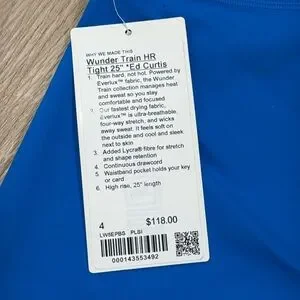 WHY WE MADE THIS
Wunder Train HR
Tight 25" *Ed Curtis
1. Train hard, not hot. Powered by
Everlux™ fabric, the Wunder
Train collection manages heat
and sweat so you stay
comfortable and focused
2. Our fastest drying fabric,
Everlux™ is ultra-breathable,
four-way stretch, and wicks
away sweat. It feels soft on
the outside and cool and sleek
next to skin
3. Added Lycra® fibre for stretch
and shape retention
4. Continuous drawcord
5. Waistband pocket holds your key
or card
6. High rise, 25" length
4 $118.00
LW5EPBS PLSI
000143553492